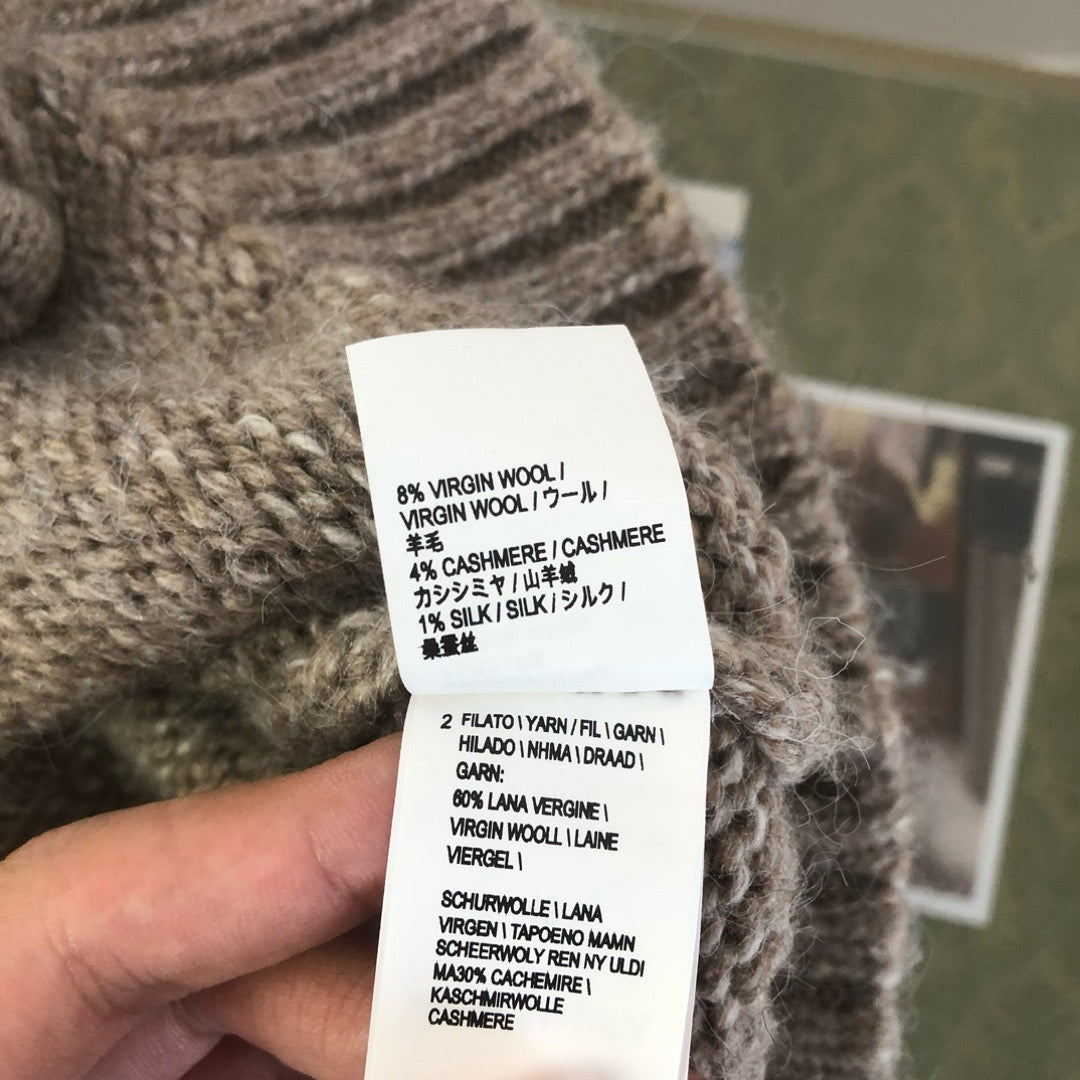 8% VIRGIN WOOL /
VIRGIN WOOL / ウール /
羊毛
4% CASHMERE / CASHMERE
カシシミヤ / 山羊絨
1% SILK / SILK / シルク /
桑蚕丝
2 FILATO \ YARN / FIL \ GARN \
HILADO \ NHMA \ DRAAD \
GARN:
60% LANA VERGINE \
VIRGIN WOOLL \ LAINE
VIERGEL \
SCHURWOLLE \ LANA
VIRGEN \ TAPOENO MAMN
SCHEERWOLY REN NY ULDI
MA30% CACHEMIRE \
KASCHMIRWOLLE
CASHMERE